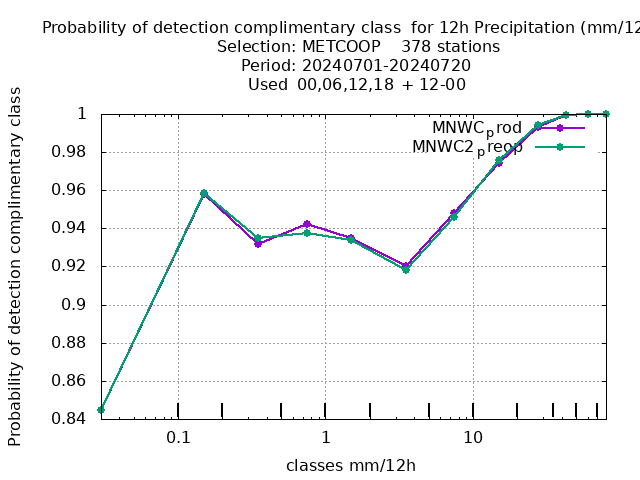 Probability of detection complimentary class  for 12h Precipitation (mm/12
Selection: METCOOP    378 stations
Period: 20240701-20240720
Used  00,06,12,18  + 12-00
Probability of detection complimentary class
1
0.98
0.96
0.94
0.92
0.9
0.88
0.86
0.84
MNWCprod
MNWC2preop
0.1
1
10
classes mm/12h